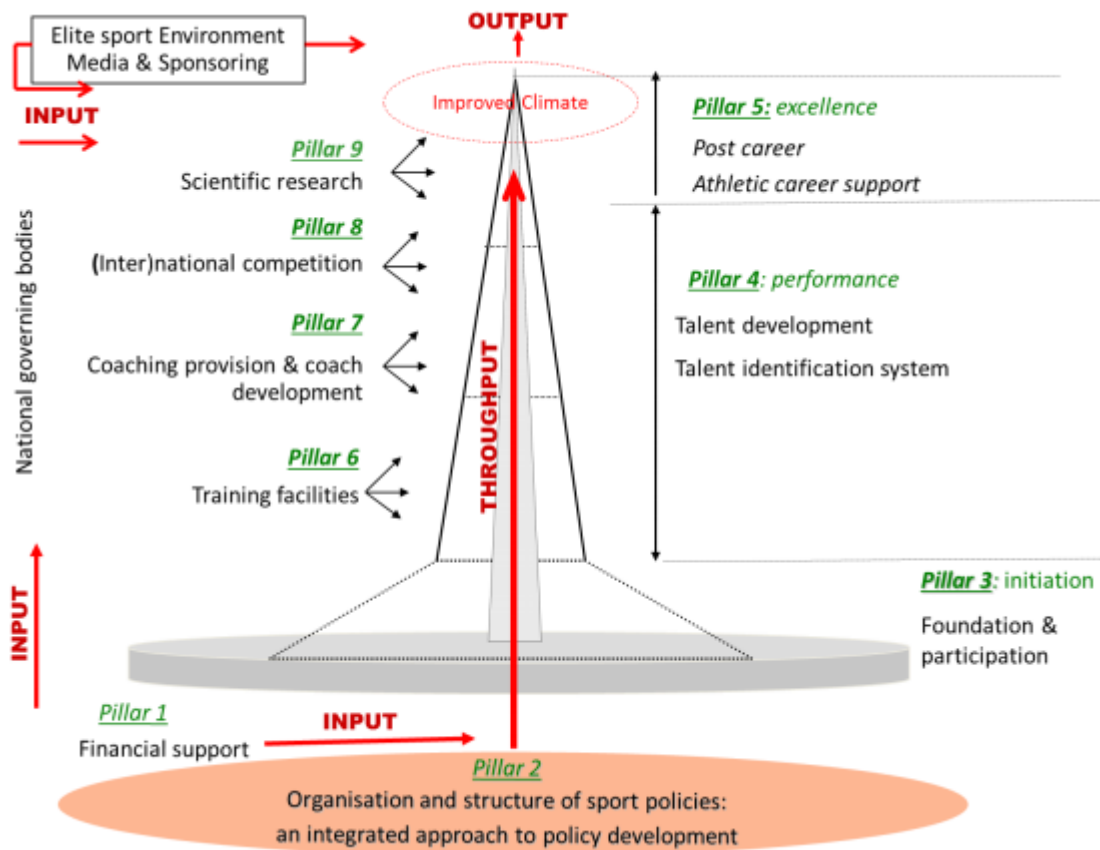 OUTPUT
Elite sport Environment
Media & Sponsoring
INPUT
Improved Climate
Pillar 5: excellence
Post career
Athletic career support
Pillar 9
Scientific research
Pillar 8
(Inter)national competition
Pillar 4: performance
Talent development
Talent identification system
Pillar 7
Coaching provision & coach
development
National governing bodies
THROUGHPUT
Pillar 6
Training facilities
INPUT
Pillar 3: initiation
Foundation &
participation
Pillar 1
Financial support
INPUT
Pillar 2
Organisation and structure of sport policies:
an integrated approach to policy development